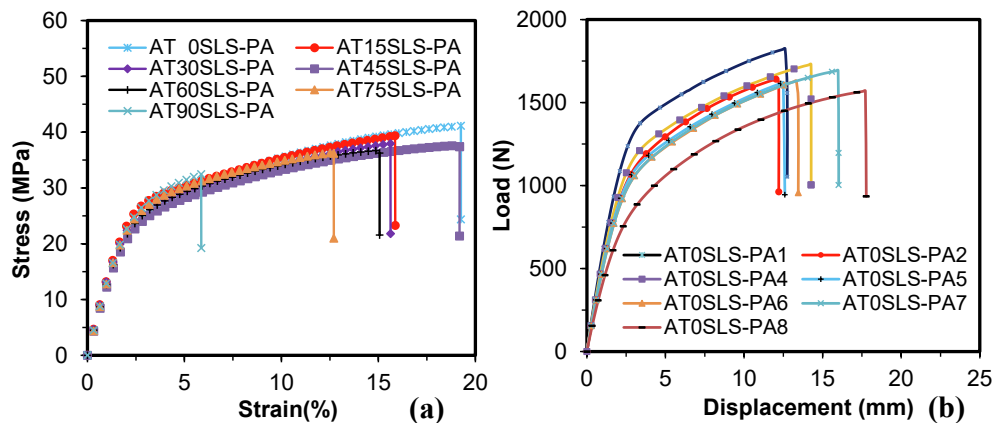 60
50
40
30
20
10
0
Stress (MPa)
AT 0SLS-PA
AT15SLS-PA
AT30SLS-PA
AT45SLS-PA
AT60SLS-PA
AT75SLS-PA
AT90SLS-PA
0 5 10 15 20
Strain(%)
(a)
2000
1500
1000
500
0
Load (N)
AT0SLS-PA1
AT0SLS-PA2
AT0SLS-PA4
AT0SLS-PA5
AT0SLS-PA6
AT0SLS-PA7
AT0SLS-PA8
0 5 10 15 20 25
Displacement (mm)
(b)